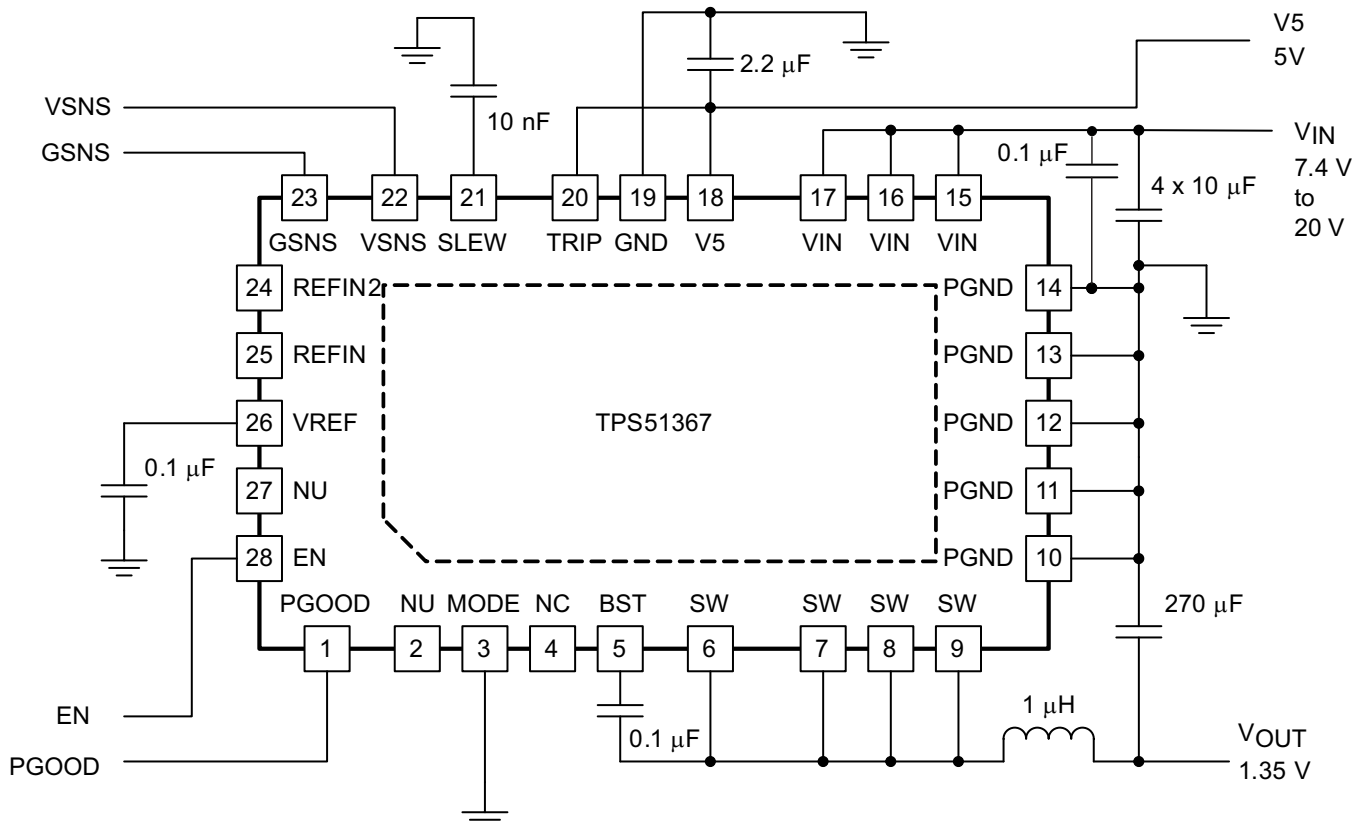 V5
5V
2.2 μF
VSNS
10 nF
GSNS
VIN
7.4 V
to
20 V
0.1 μF
4 x 10 μF
23
22
21
20
19
18
17
16
15
GSNS
VSNS
SLEW
TRIP
GND
V5
VIN
VIN
VIN
24
REFIN2
PGND
14
25
REFIN
PGND
13
26
VREF
TPS51367
PGND
12
0.1 μF
27
NU
PGND
11
28
EN
PGND
10
PGOOD
NU
MODE
NC
BST
SW
SW
SW
SW
270 μF
1
2
3
4
5
6
7
8
9
EN
0.1 μF
1 μH
PGOOD
VOUT
1.35 V